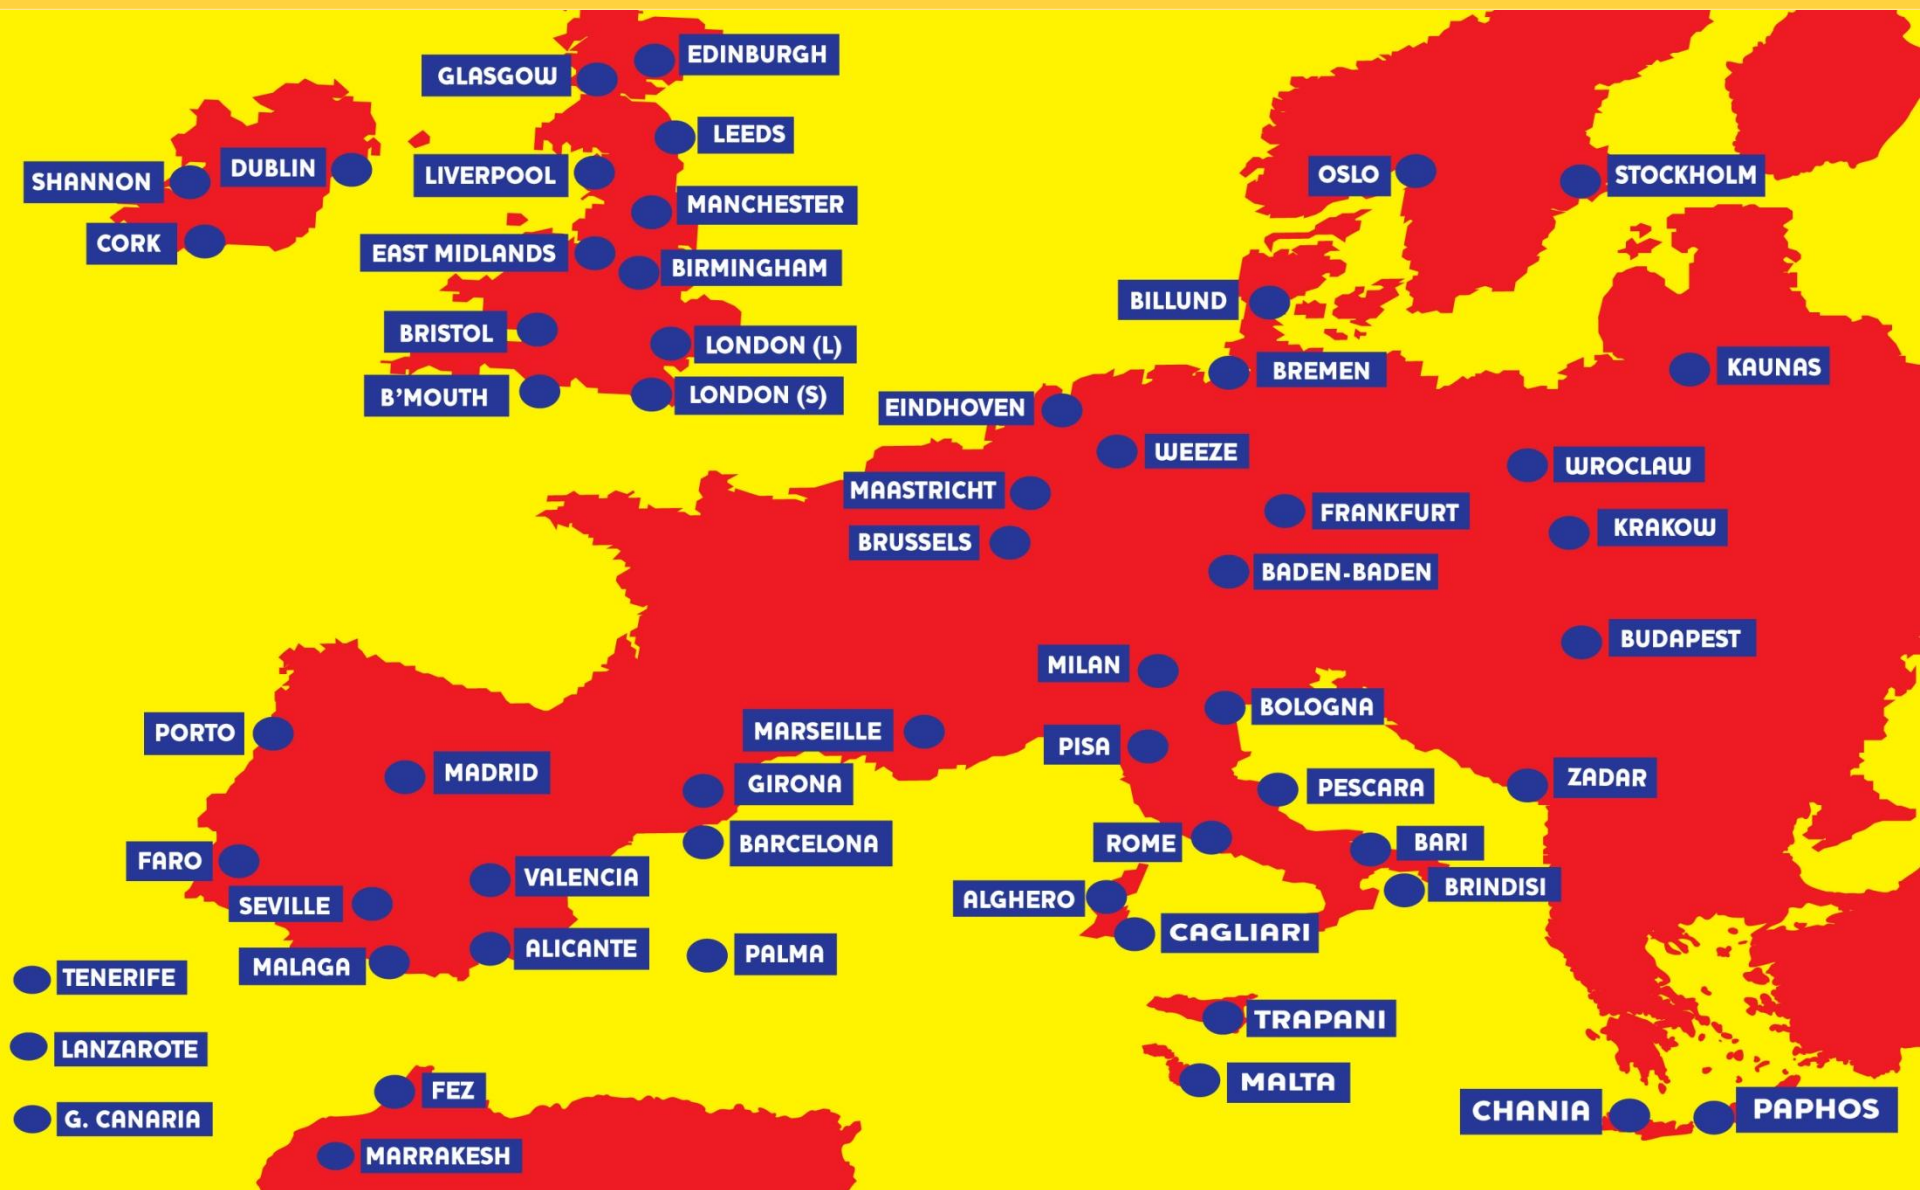 EDINBURGH
GLASGOW
LEEDS
SHANNON
DUBLIN
LIVERPOOL
OSLO
STOCKHOLM
MANCHESTER
CORK
EAST MIDLANDS
BIRMINGHAM
BILLUND
BRISTOL
LONDON (L)
BREMEN
KAUNAS
B'MOUTH
LONDON (S)
EINDHOVEN
WEEZE
WROCLAW
MAASTRICHT
FRANKFURT
KRAKOW
BRUSSELS
BADEN-BADEN
BUDAPEST
MILAN
BOLOGNA
PORTO
MARSEILLE
PISA
MADRID
GIRONA
PESCARA
ZADAR
BARCELONA
ROME
BARI
FARO
VALENCIA
BRINDISI
SEVILLE
ALGHERO
CAGLIARI
MALAGA
ALICANTE
PALMA
TENERIFE
TRAPANI
LANZAROTE
FEZ
MALTA
CHANIA
PAPHOS
G. CANARIA
MARRAKESH